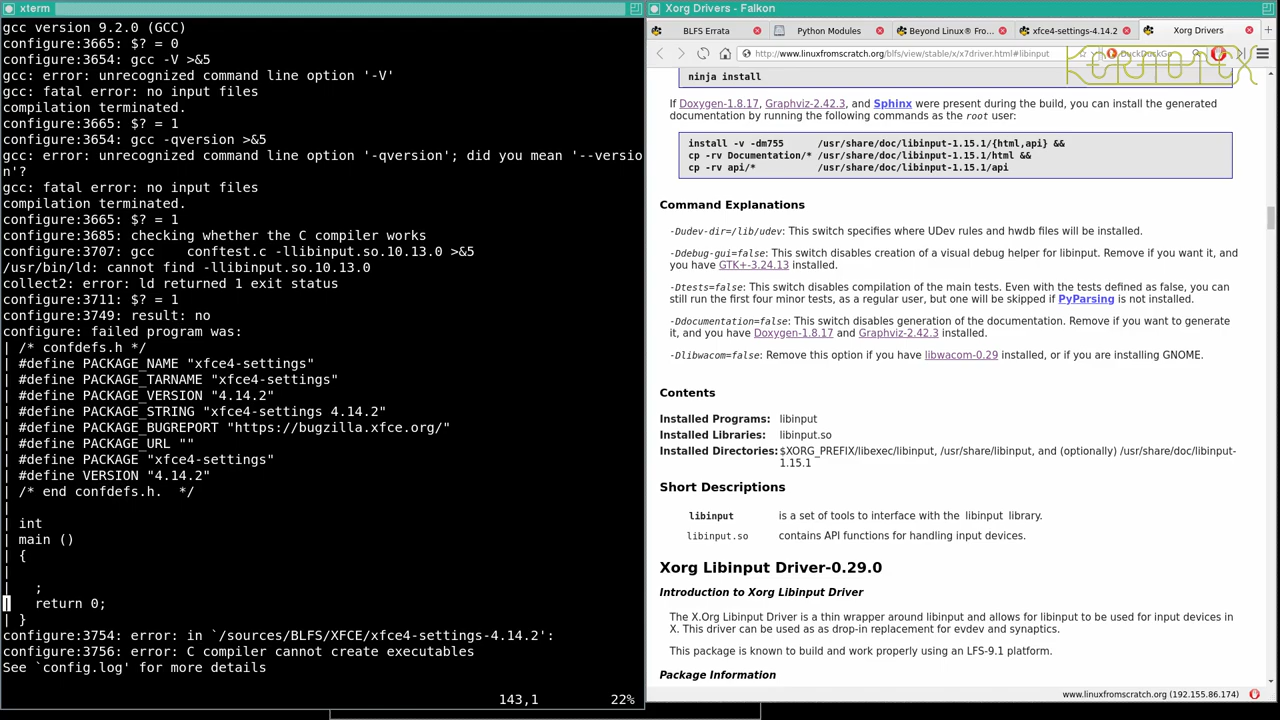 xterm
gcc version 9.2.0 (GCC)
configure:3665: $? = 0
configure:3654: gcc -V >&5
gcc: error: unrecognized command line option '-V'
gcc: fatal error: no input files
compilation terminated.
configure:3665: $? = 1
configure:3654: gcc -qversion >&5
gcc: error: unrecognized command line option '-qversion'; did you mean '--versio
n'?
gcc: fatal error: no input files
compilation terminated.
configure:3665: $? = 1
configure:3685: checking whether the C compiler works
configure:3707: gcc    conftest.c -llibinput.so.10.13.0 >&5
/usr/bin/ld: cannot find -llibinput.so.10.13.0
collect2: error: ld returned 1 exit status
configure:3711: $? = 1
configure:3749: result: no
configure: failed program was:
| /* confdefs.h */
| #define PACKAGE_NAME "xfce4-settings"
| #define PACKAGE_TARNAME "xfce4-settings"
| #define PACKAGE_VERSION "4.14.2"
| #define PACKAGE_STRING "xfce4-settings 4.14.2"
| #define PACKAGE_BUGREPORT "https://bugzilla.xfce.org/"
| #define PACKAGE_URL ""
| #define PACKAGE "xfce4-settings"
| #define VERSION "4.14.2"
| /* end confdefs.h.  */
|
| int
| main ()
| {
|
|   ;
|   return 0;
| }
configure:3754: error: in `/sources/BLFS/XFCE/xfce4-settings-4.14.2':
configure:3756: error: C compiler cannot create executables
See `config.log' for more details
143,1 22%
Xorg Drivers - Falkon
BLFS Errata Python Modules Beyond Linux® Fro... xfce4-settings-4.14.2 Xorg Drivers
http://www.linuxfromscratch.org/blfs/view/stable/x/x7driver.html#libinput DuckDuckGo
ninja install
If Doxygen-1.8.17, Graphviz-2.42.3, and Sphinx were present during the build, you can install the generated
documentation by running the following commands as the root user:
install -v -dm755      /usr/share/doc/libinput-1.15.1/{html,api} &&
cp -rv Documentation/* /usr/share/doc/libinput-1.15.1/html &&
cp -rv api/*           /usr/share/doc/libinput-1.15.1/api
Command Explanations
-Dudev-dir=/lib/udev: This switch specifies where UDev rules and hwdb files will be installed.
-Ddebug-gui=false: This switch disables creation of a visual debug helper for libinput. Remove if you want it, and
you have GTK+-3.24.13 installed.
-Dtests=false: This switch disables compilation of the main tests. Even with the tests defined as false, you can
still run the first four minor tests, as a regular user, but one will be skipped if PyParsing is not installed.
-Ddocumentation=false: This switch disables generation of the documentation. Remove if you want to generate
it, and you have Doxygen-1.8.17 and Graphviz-2.42.3 installed.
-Dlibwacom=false: Remove this option if you have libwacom-0.29 installed, or if you are installing GNOME.
Contents
Installed Programs: libinput
Installed Libraries: libinput.so
Installed Directories: $XORG_PREFIX/libexec/libinput, /usr/share/libinput, and (optionally) /usr/share/doc/libinput-
1.15.1
Short Descriptions
libinput is a set of tools to interface with the libinput library.
libinput.so contains API functions for handling input devices.
Xorg Libinput Driver-0.29.0
Introduction to Xorg Libinput Driver
The X.Org Libinput Driver is a thin wrapper around libinput and allows for libinput to be used for input devices in
X. This driver can be used as as drop-in replacement for evdev and synaptics.
This package is known to build and work properly using an LFS-9.1 platform.
Package Information
www.linuxfromscratch.org (192.155.86.174)